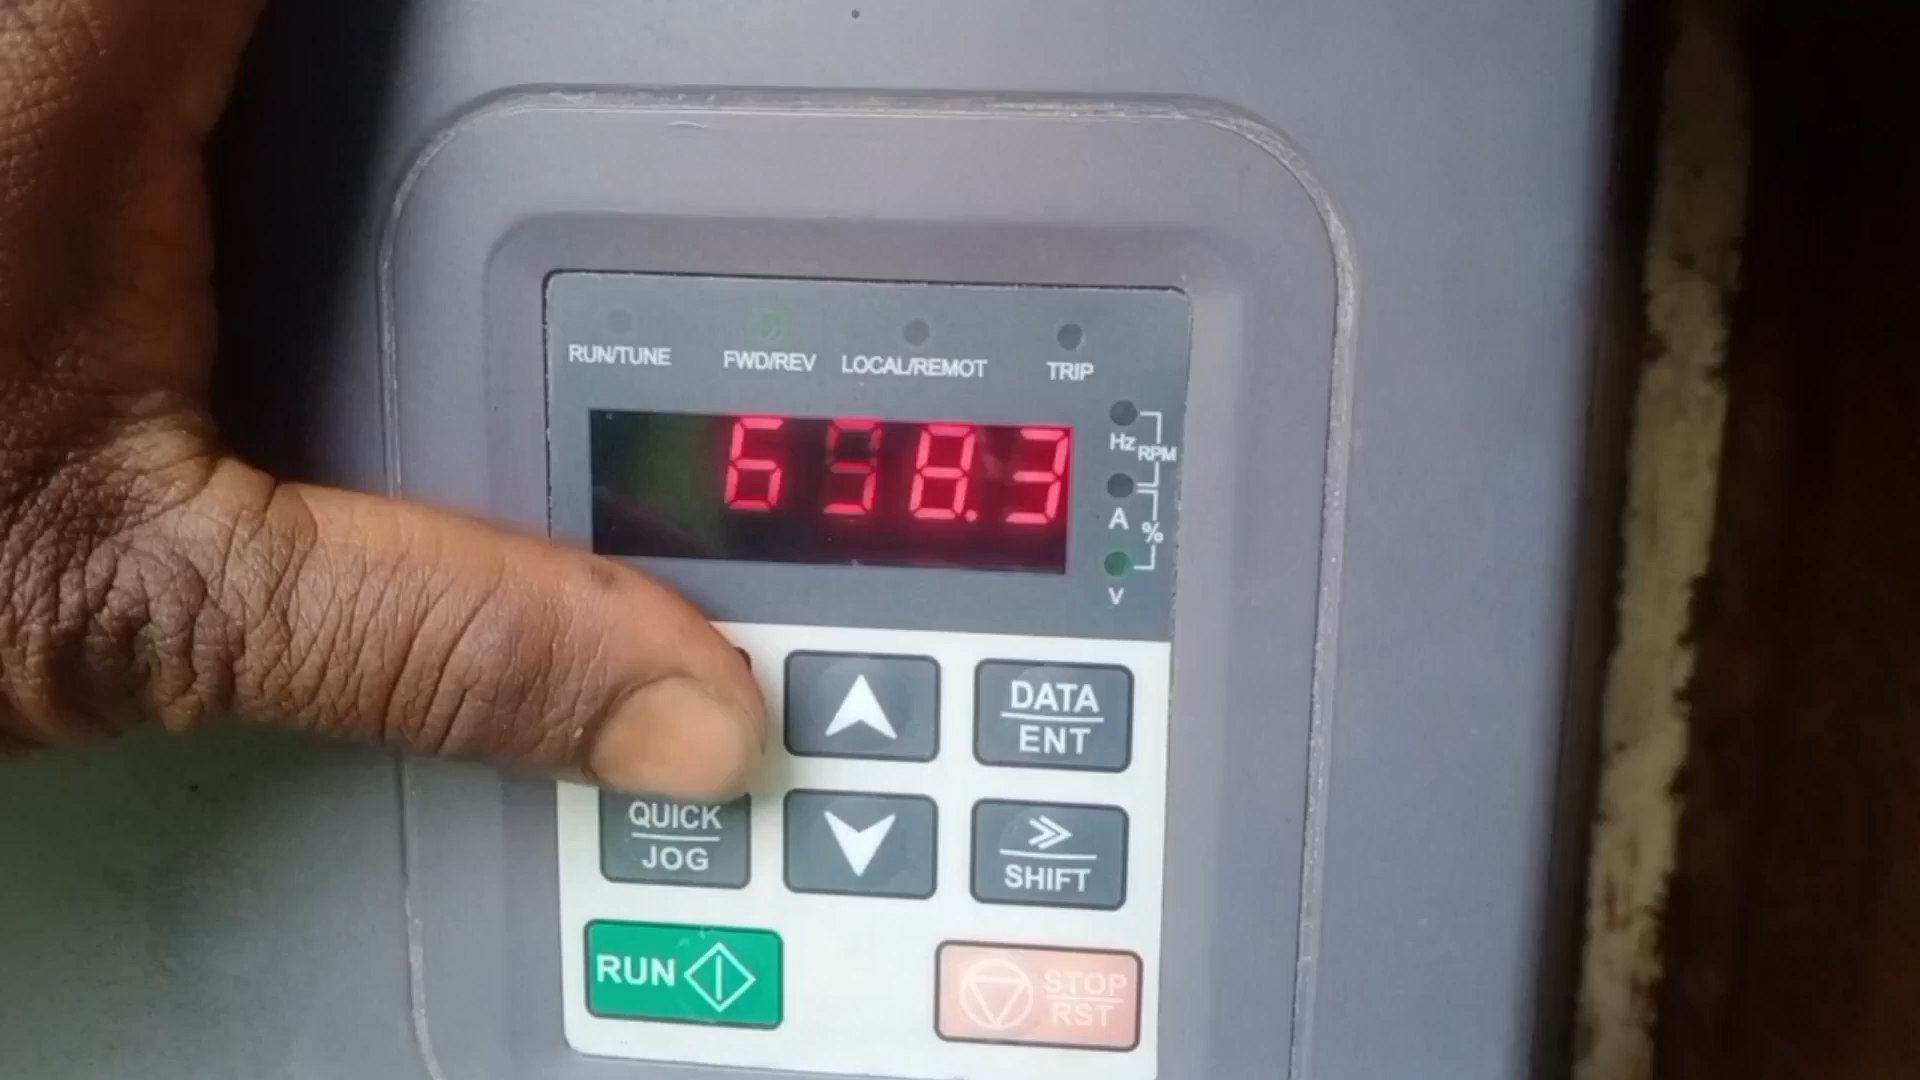 RUN/TUNE FWD/REV LOCAL/REMOT TRIP
658.3
Hz
RPM
A
%
V
DATA
ENT
QUICK
JOG
SHIFT
RUN
STOP
RST